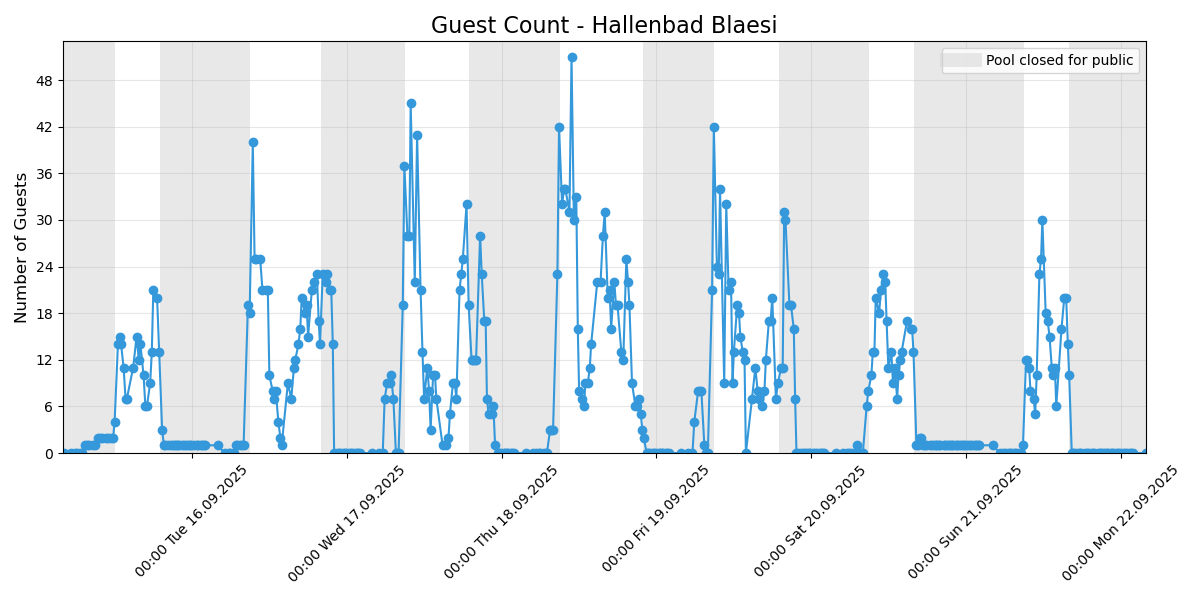 Guest Count - Hallenbad Blaesi
Pool closed for public
Number of Guests
48
42
36
30
24
18
12
6
0
00:00 Tue 16.09.2025
00:00 Wed 17.09.2025
00:00 Thu 18.09.2025
00:00 Fri 19.09.2025
00:00 Sat 20.09.2025
00:00 Sun 21.09.2025
00:00 Mon 22.09.2025